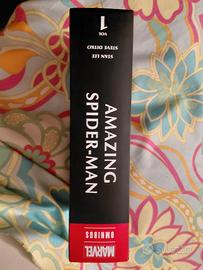 VOL
1
STAN LEE
STEVE DITKO
AMAZING
SPIDER-MAN
MARVEL
OMNIBUS